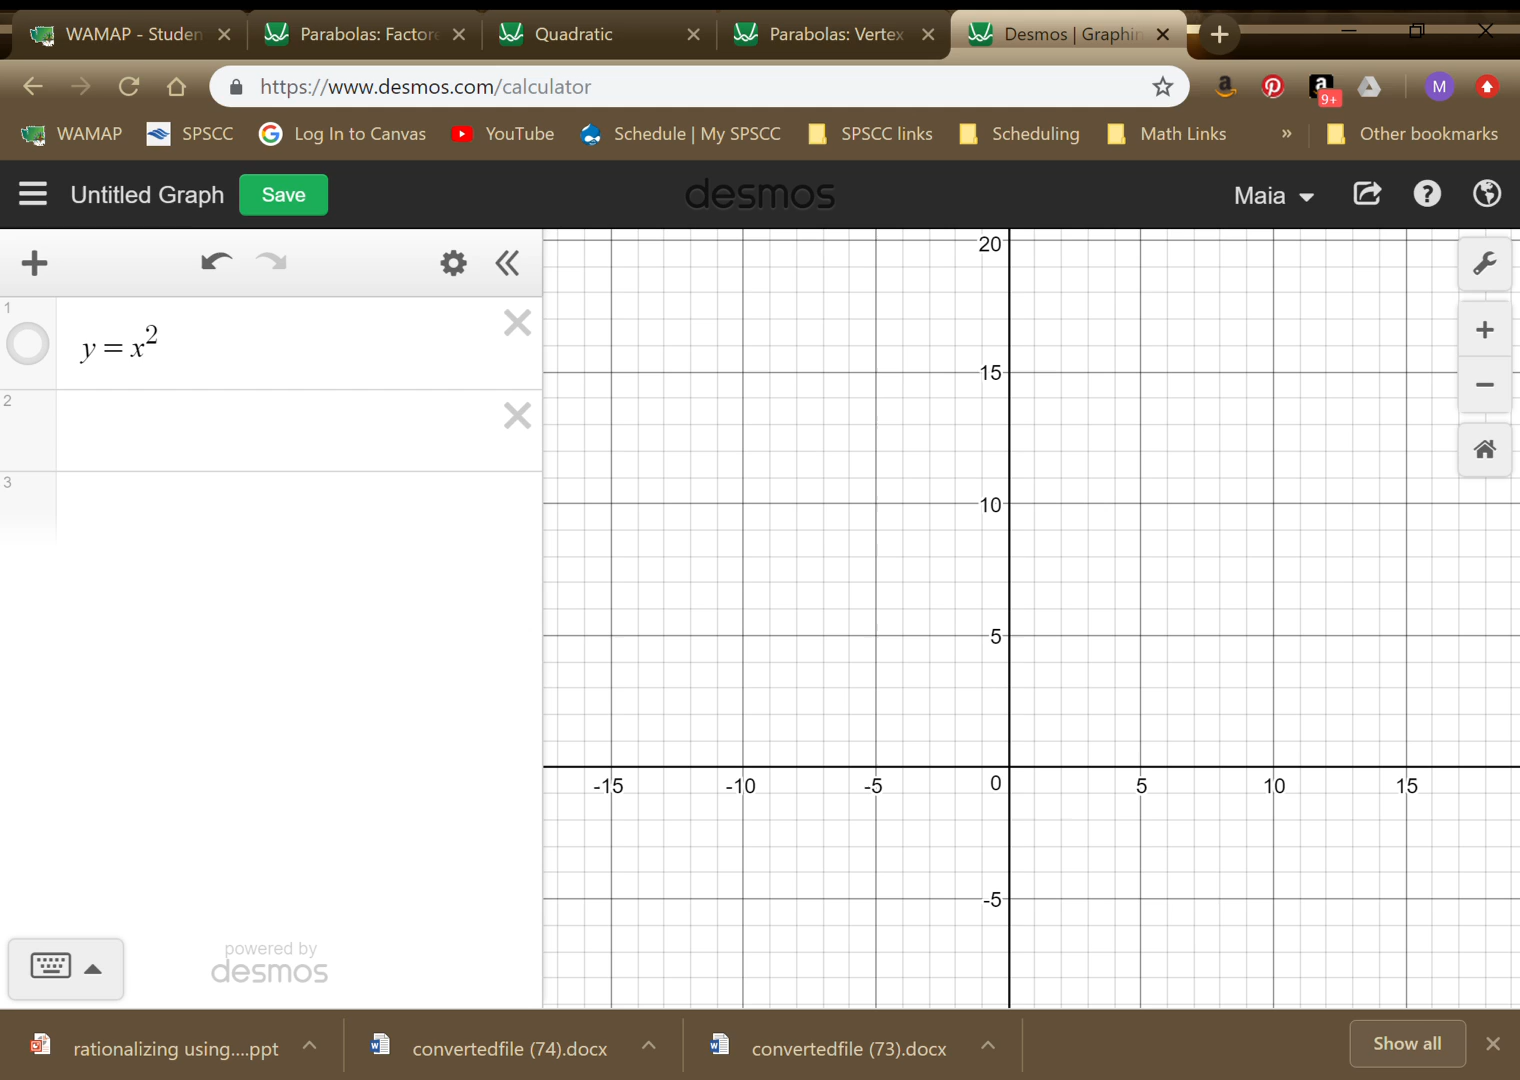 WAMAP - Studen
Parabolas: Factore
Quadratic
Parabolas: Vertex
Desmos | Graphin
https://www.desmos.com/calculator
a
9+
M
WAMAP
SPSCC
Log In to Canvas
YouTube
Schedule | My SPSCC
SPSCC links
Scheduling
Math Links
»
Other bookmarks
Untitled Graph
Save
desmos
Maia
?
1
y = x²
2
3
20
15
10
5
-15
-10
-5
0
5
10
15
-5
powered by
desmos
rationalizing using....ppt
convertedfile (74).docx
convertedfile (73).docx
Show all